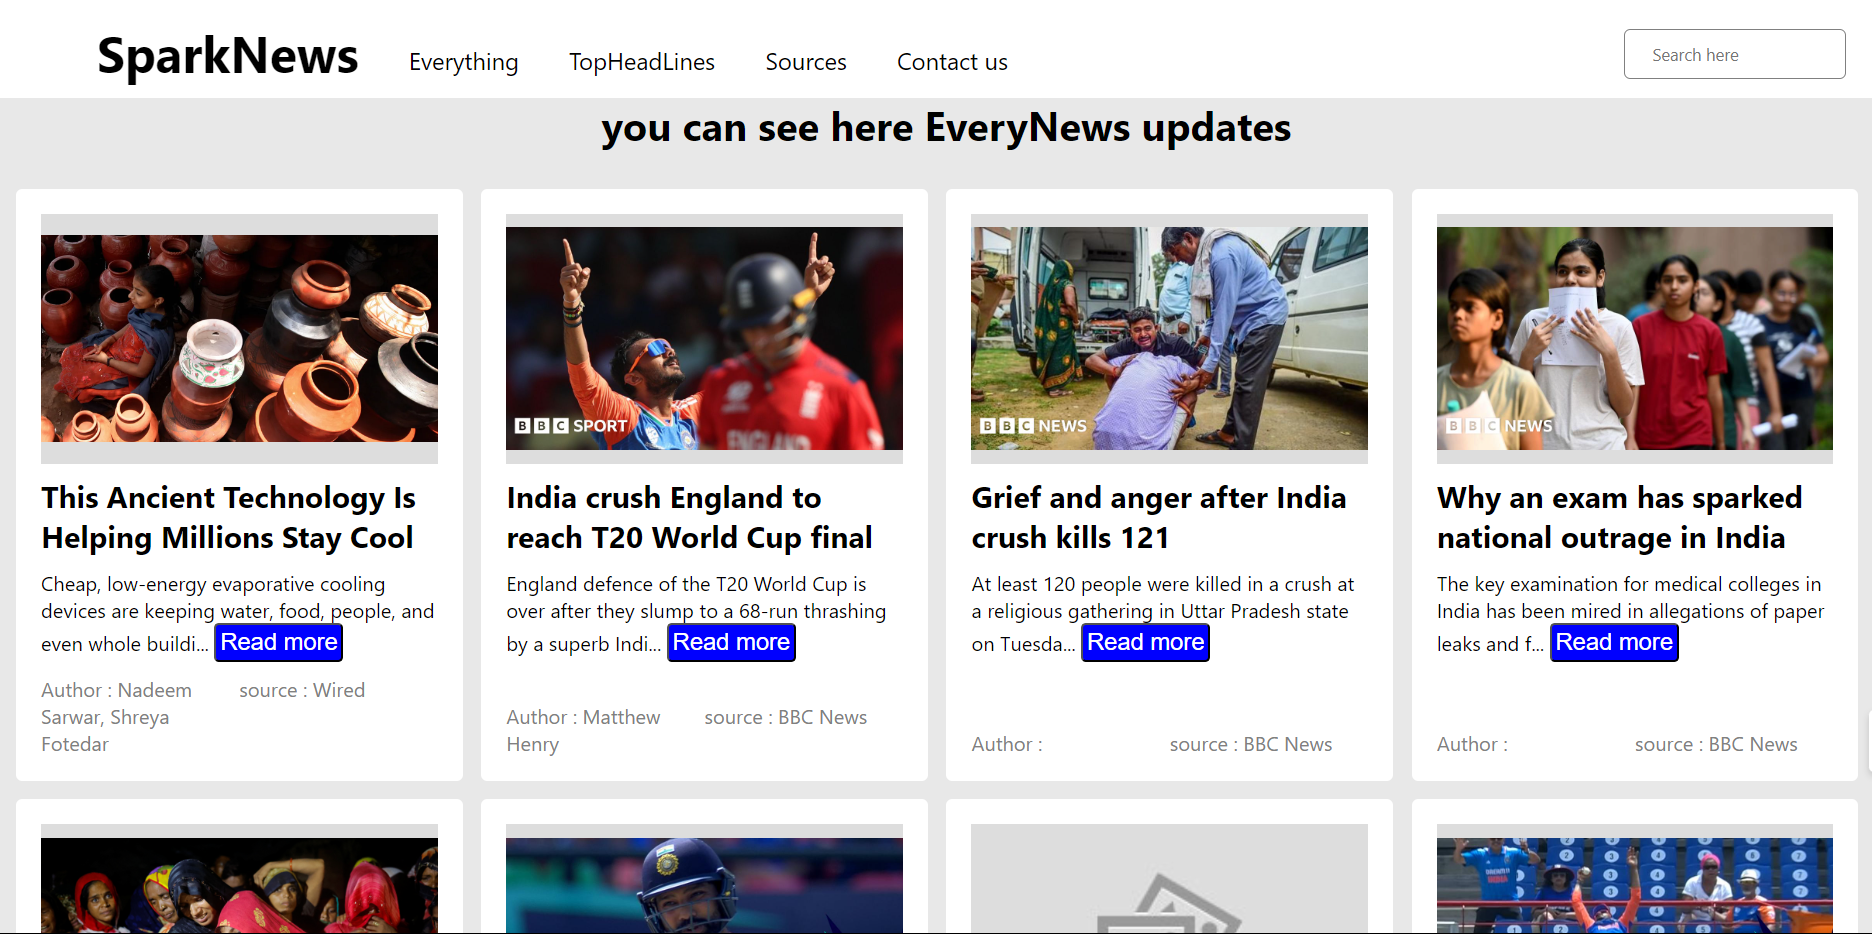 SparkNews
Everything
TopHeadLines
Sources
Contact us
Search here
you can see here EveryNews updates
BBC SPORT
ENGLAND
BBC NEWS
BBC NEWS
This Ancient Technology Is
Helping Millions Stay Cool
Cheap, low-energy evaporative cooling
devices are keeping water, food, people, and
even whole buildi... Read more
Author : Nadeem
Sarwar, Shreya
Fotedar
source : Wired
India crush England to
reach T20 World Cup final
England defence of the T20 World Cup is
over after they slump to a 68-run thrashing
by a superb Indi... Read more
Author : Matthew
Henry
source : BBC News
Grief and anger after India
crush kills 121
At least 120 people were killed in a crush at
a religious gathering in Uttar Pradesh state
on Tuesda... Read more
Author :
source : BBC News
Why an exam has sparked
national outrage in India
The key examination for medical colleges in
India has been mired in allegations of paper
leaks and f... Read more
Author :
source : BBC News